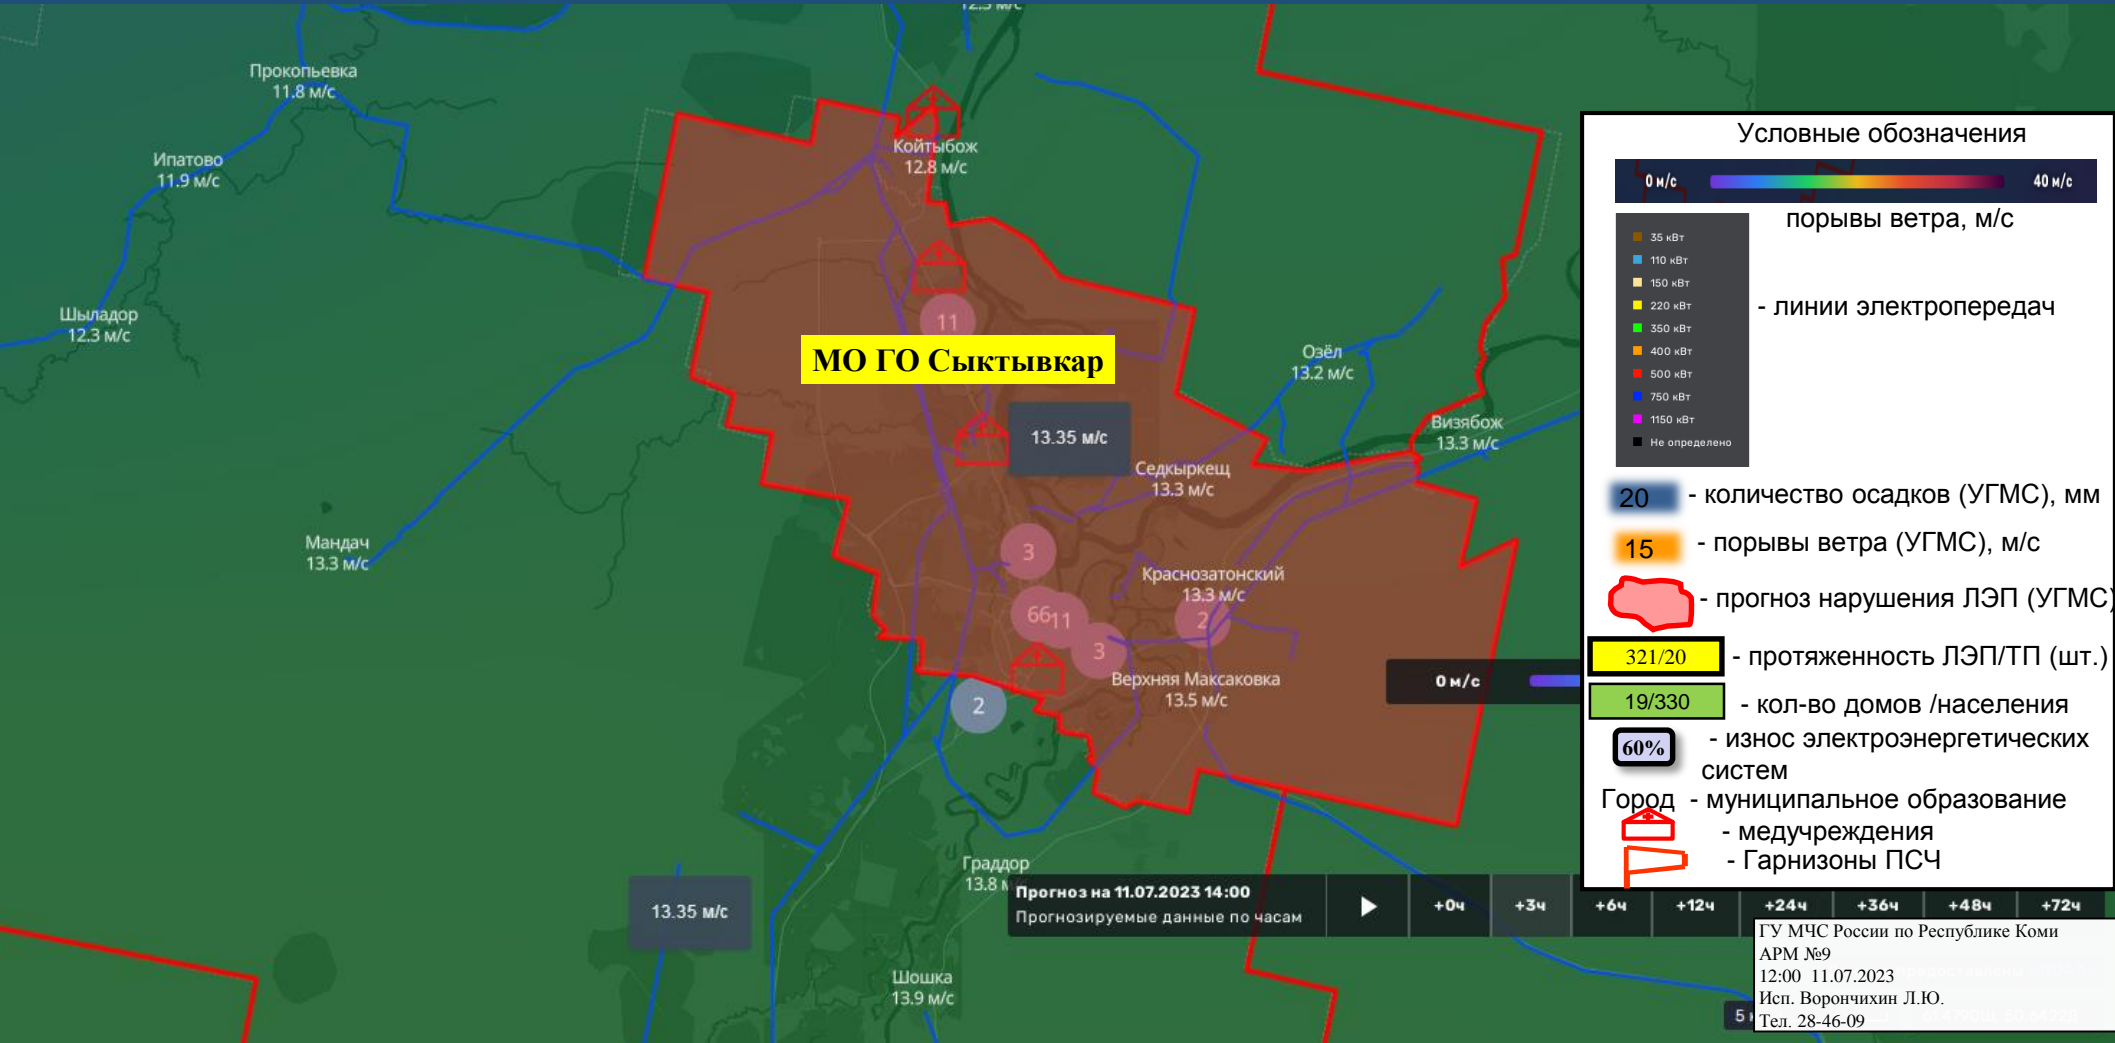 12.5 м/с
Прокопьевка
11.8 м/с
Ипатово
11.9 м/с
Койтыбож
12.8 м/с
Шыладор
12.3 м/с
11
МО ГО Сыктывкар
13.35 м/с
Озёл
13.2 м/с
Визябож
13.3 м/с
Седкыркещ
13.3 м/с
Мандач
13.3 м/с
3
Краснозатонский
13.3 м/с
66
11
2
3
Верхняя Максаковка
13.5 м/с
2
0 м/с
Граддор
13.8 м
13.35 м/с
Шошка
13.9 м/с
Прогноз на 11.07.2023 14:00
Прогнозируемые данные по часам
+0ч +3ч +6ч +12ч +24ч +36ч +48ч +72ч
Условные обозначения
0 м/с 40 м/с
порывы ветра, м/с
35 кВт
110 кВт
150 кВт
220 кВт
350 кВт
400 кВт
500 кВт
750 кВт
1150 кВт
Не определено
- линии электропередач
20 - количество осадков (УГМС), мм
15 - порывы ветра (УГМС), м/с
- прогноз нарушения ЛЭП (УГМС)
321/20 - протяженность ЛЭП/ТП (шт.)
19/330 - кол-во домов /населения
60% - износ электроэнергетических
систем
Город - муниципальное образование
- медучреждения
- Гарнизоны ПСЧ
ГУ МЧС России по Республике Коми
АРМ №9
12:00 11.07.2023
Исп. Ворончихин Л.Ю.
Тел. 28-46-09
5